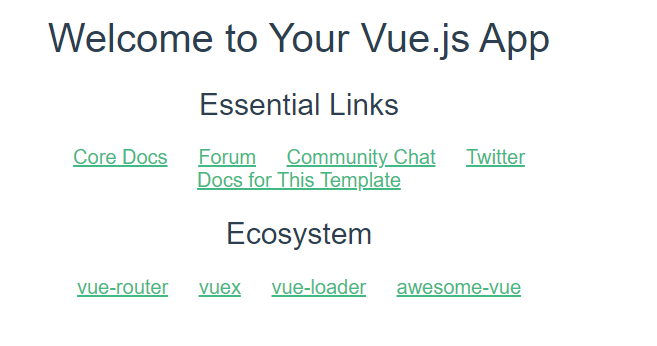 Welcome to Your Vue.js App
Essential Links
Core Docs Forum Community Chat Twitter
Docs for This Template
Ecosystem
vue-router vuex vue-loader awesome-vue